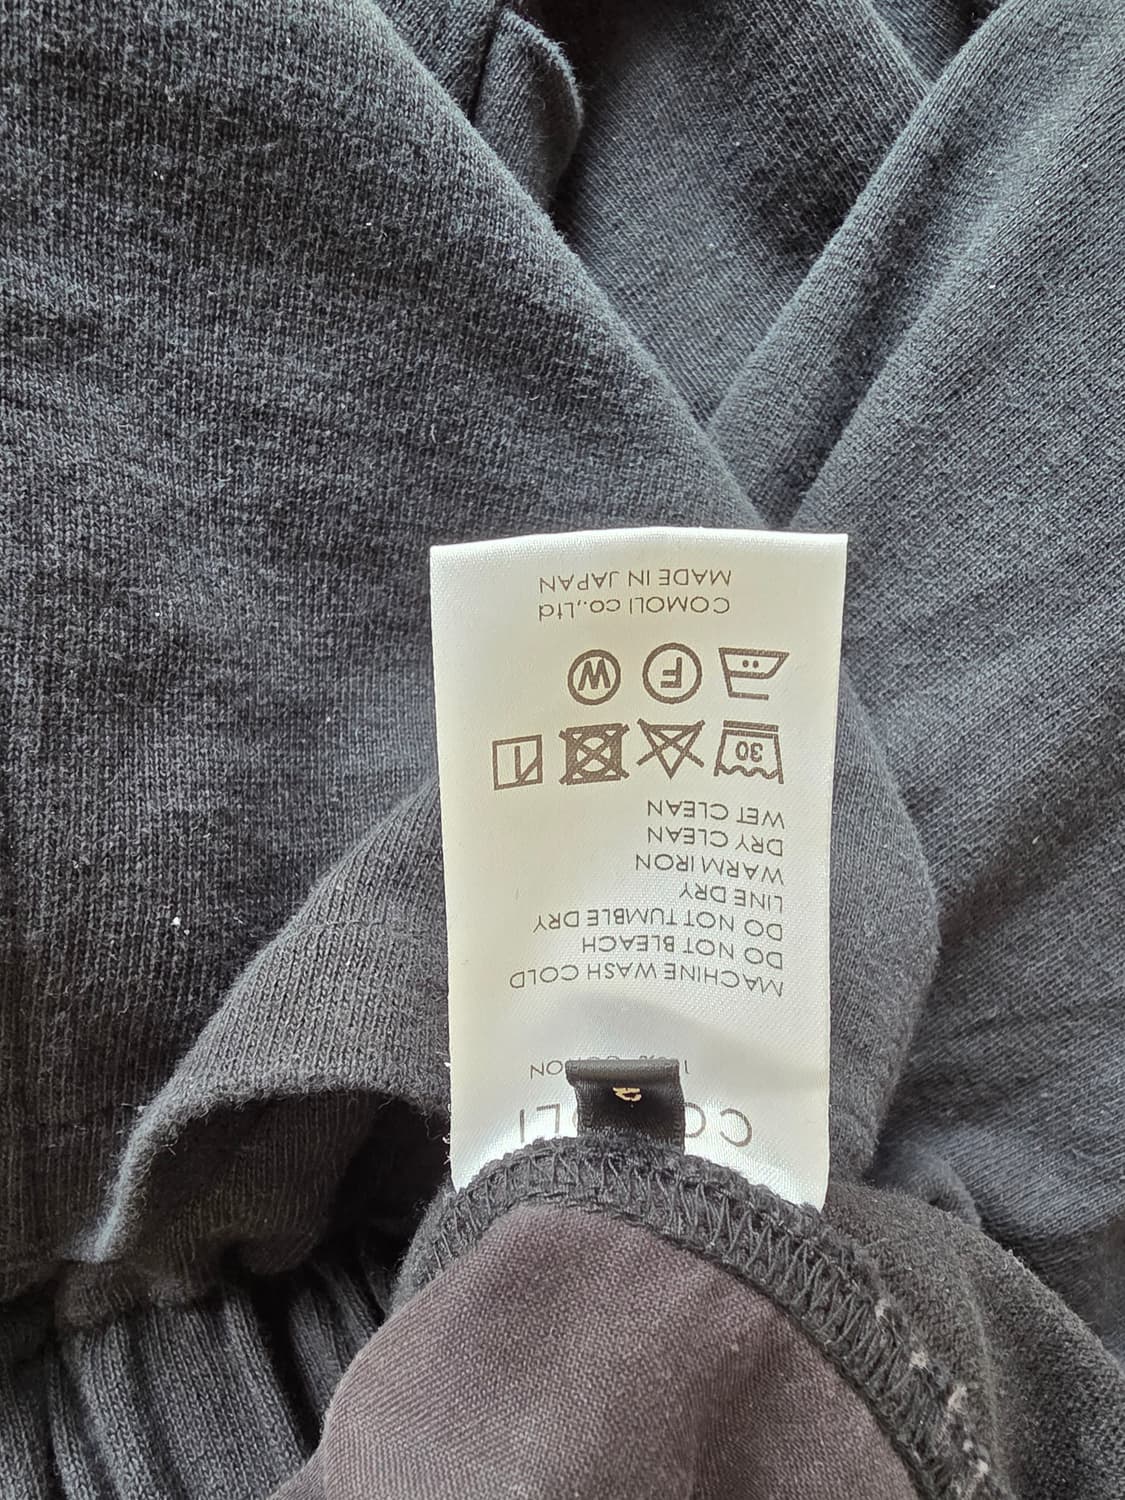 MACHINE WASH COLD
DO NOT BLEACH
DO NOT TUMBLE DRY
LINE DRY
WARM IRON
DRY CLEAN
WET CLEAN
30
F W
COMOLI co.,Ltd
MADE IN JAPAN